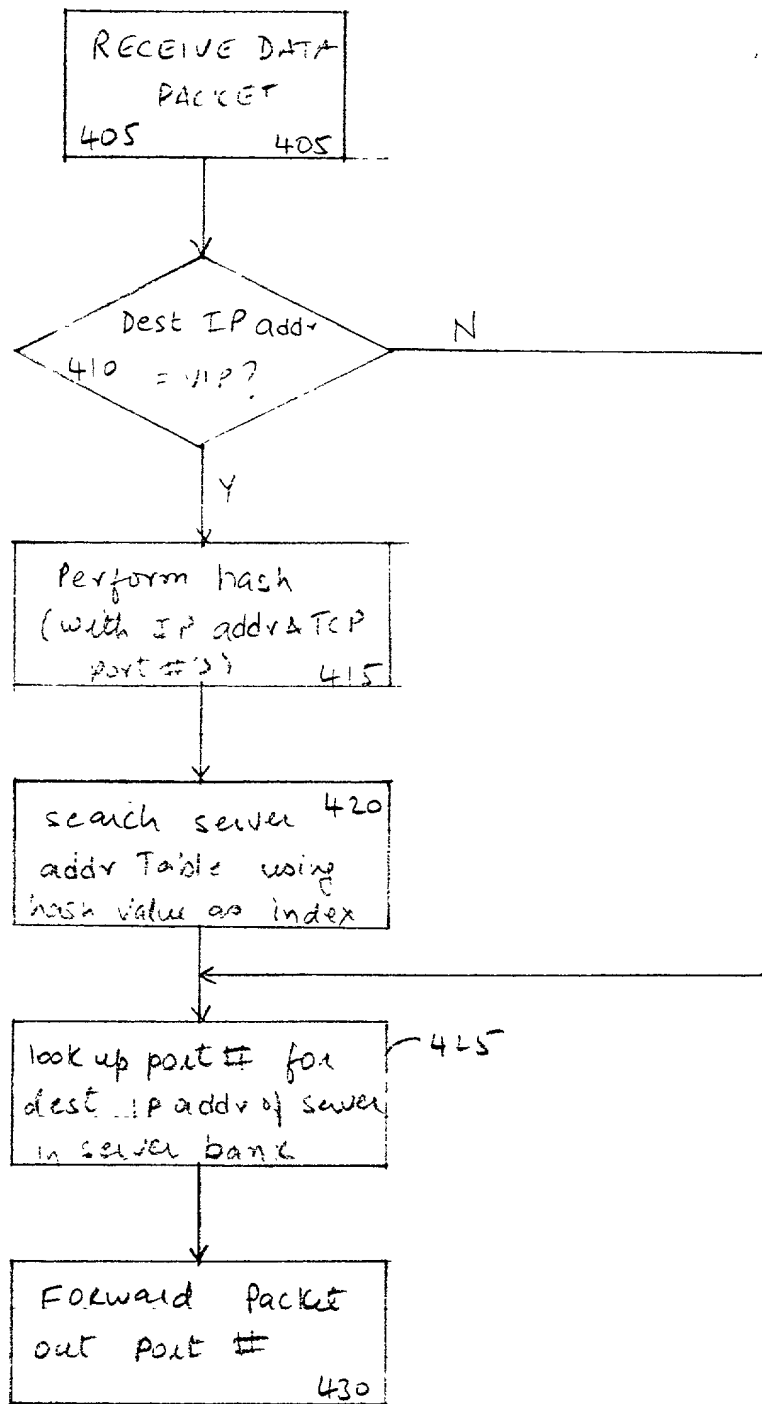 RECEIVE DATA
PACKET
405 405
Dest IP addr
410 = VIP?
N
Y
Perform hash
(with IP addr & TCP
port #'s)
415
420
search server
addr Table using
hash value as index
look up port # for
dest IP addr of server
in server bank
425
Forward Packet
out Port #
430